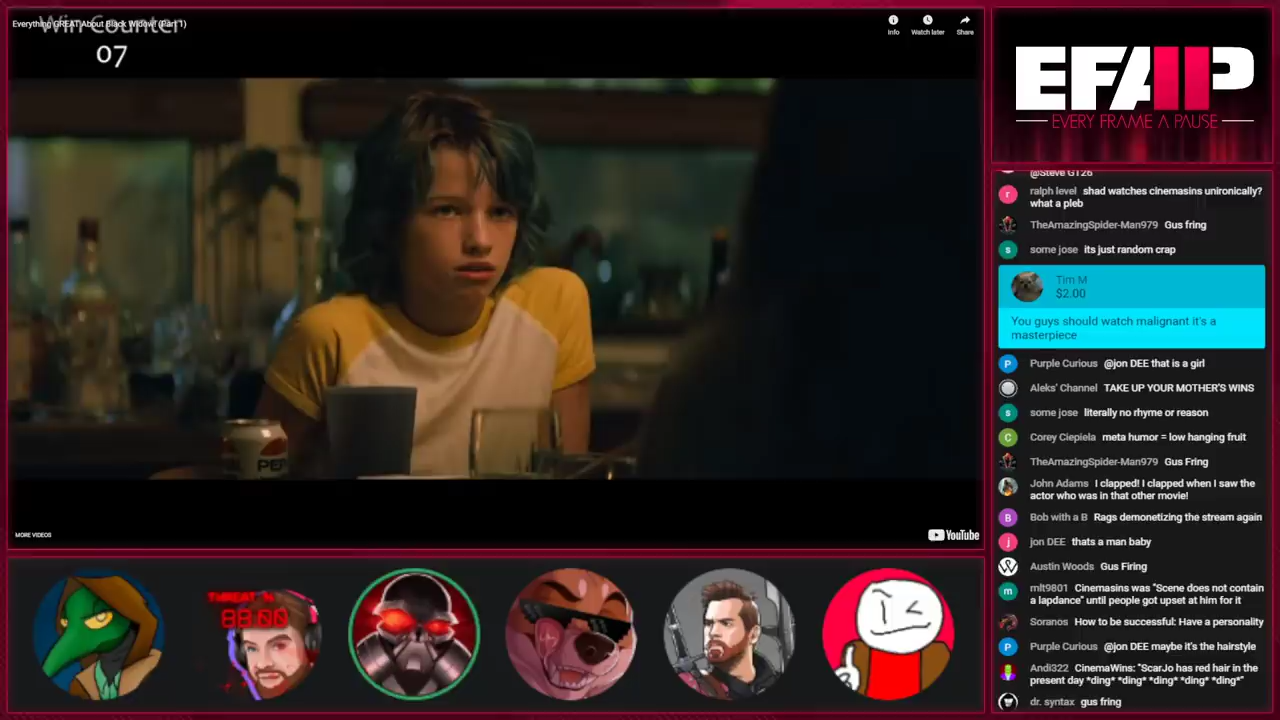 Everything GREAT About Black Widow! (Part 1)
Win Counter
07
Info
Watch later
Share
PEP
MORE VIDEOS
YouTube
THREAT %
88:00
EFAP
EVERY FRAME A PAUSE
@Steve GT26
ralph level shad watches cinemasins unironically?
what a pleb
TheAmazingSpider-Man979 Gus fring
some jose its just random crap
Tim M
$2.00
You guys should watch malignant it's a
masterpiece
Purple Curious @jon DEE that is a girl
Aleks' Channel TAKE UP YOUR MOTHER'S WINS
some jose literally no rhyme or reason
Corey Ciepiela meta humor = low hanging fruit
TheAmazingSpider-Man979 Gus Fring
John Adams I clapped! I clapped when I saw the
actor who was in that other movie!
Bob with a B Rags demonetizing the stream again
jon DEE thats a man baby
Austin Woods Gus Firing
mlt9801 Cinemasins was "Scene does not contain
a lapdance" until people got upset at him for it
Soranos How to be successful: Have a personality
Purple Curious @jon DEE maybe it's the hairstyle
Andi322 CinemaWins: "ScarJo has red hair in the
present day *ding* *ding* *ding* *ding* *ding*"
dr. syntax gus fring